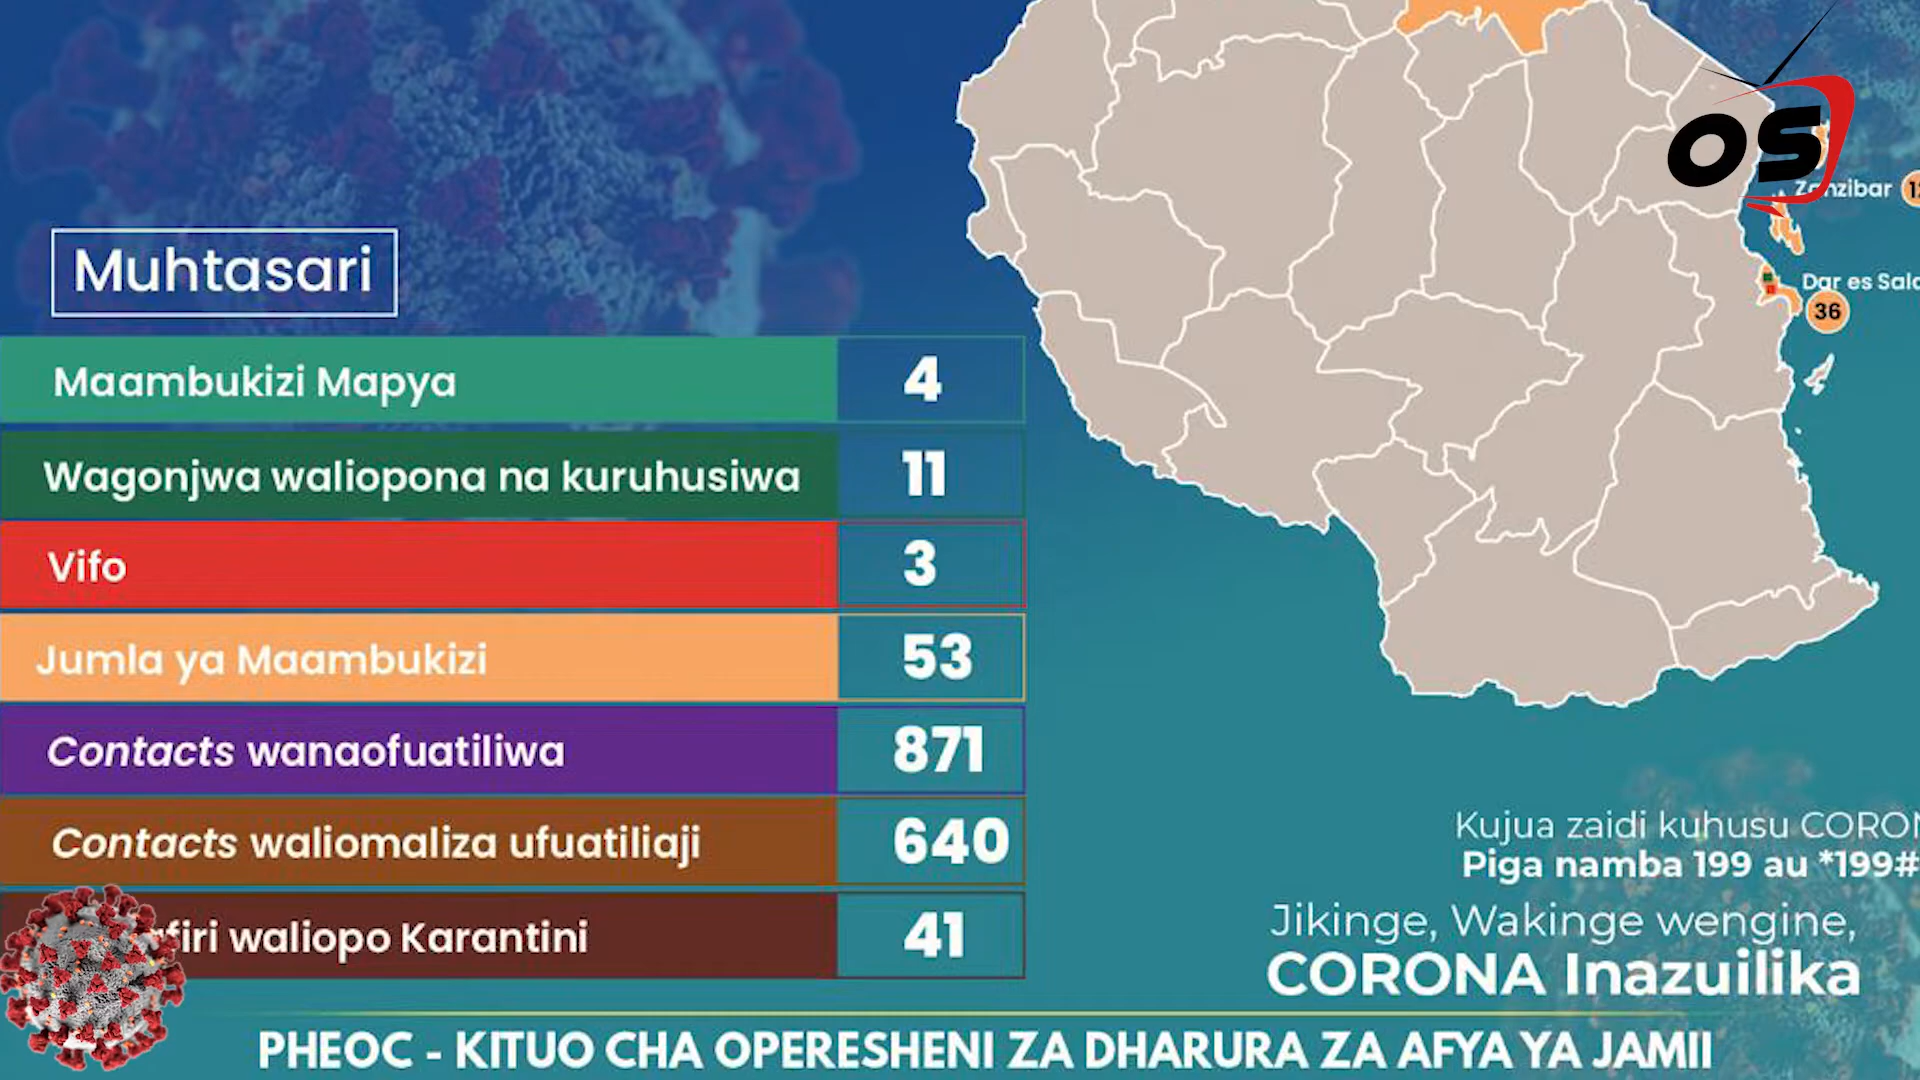 OS
Zanzibar
Dar es
36
Muhtasari
Maambukizi Mapya 4
Wagonjwa waliopona na kuruhusiwa 11
Vifo 3
Jumla ya Maambukizi 53
Contacts wanaofuatiliwa 871
Contacts waliomaliza ufuatiliaji 640
waliopo Karantini 41
Kujua zaidi kuhusu
Piga namba 199 au *199#
Jikinge, Wakinge wengine,
CORONA Inazuilika
PHEOC - KITUO CHA OPERESHENI ZA DHARURA ZA AFYA YA JAMII